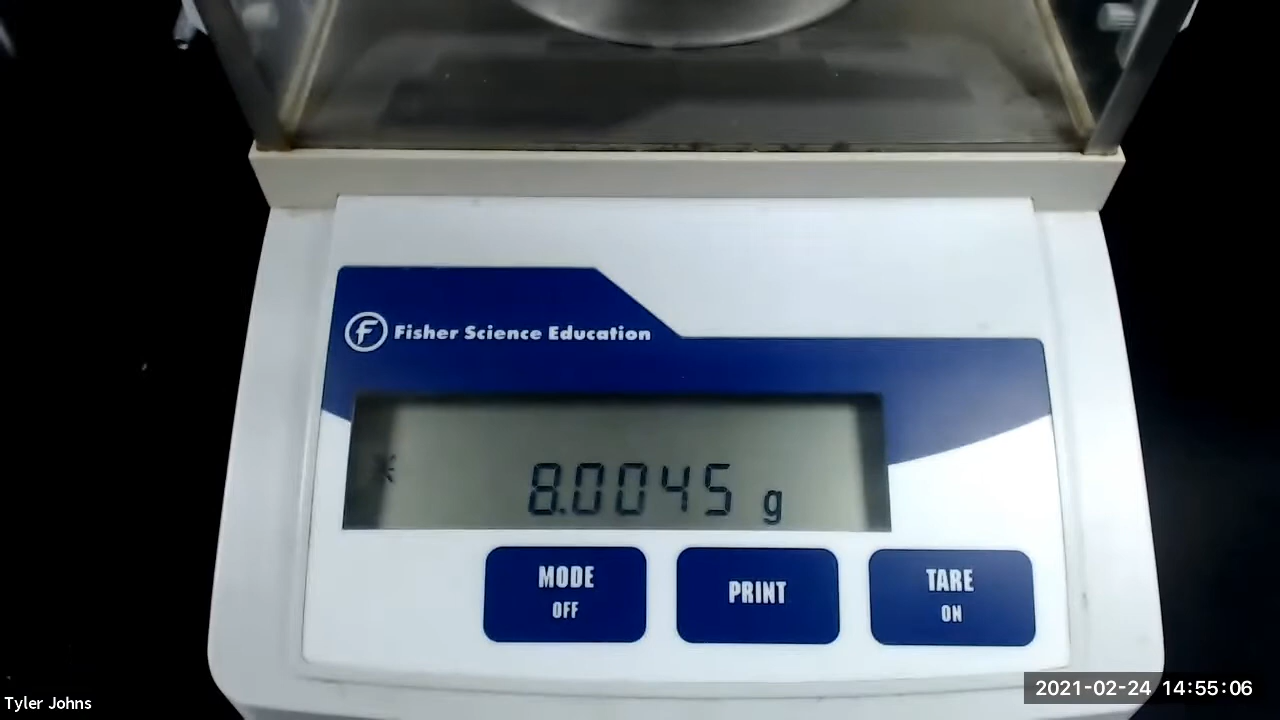 Fisher Science Education
* 8.0045 g
MODE
OFF
PRINT
TARE
ON
Tyler Johns
2021-02-24 14:55:06